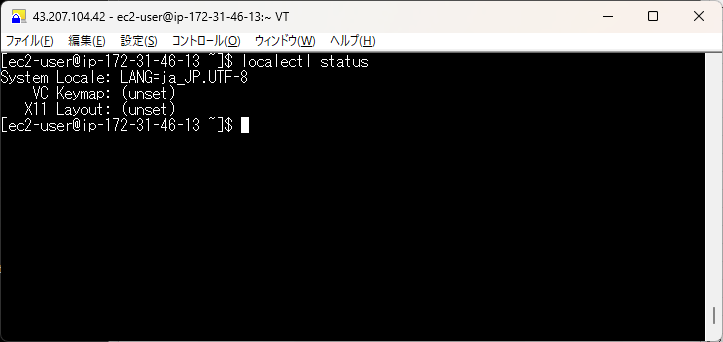 43.207.104.42 - ec2-user@ip-172-31-46-13:~ VT
ファイル(F) 編集(E) 設定(S) コントロール(O) ウィンドウ(W) ヘルプ(H)
[ec2-user@ip-172-31-46-13 ~]$ localectl status
System Locale: LANG=ja_JP.UTF-8
VC Keymap: (unset)
X11 Layout: (unset)
[ec2-user@ip-172-31-46-13 ~]$